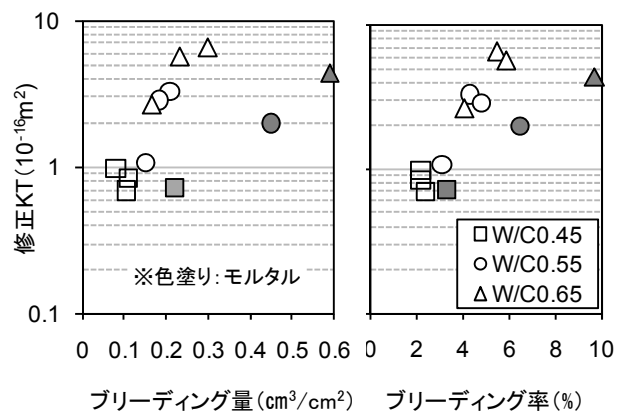 修正KT(10⁻¹⁶m²)
10
1
0.1
※色塗り:モルタル
□W/C0.45
○W/C0.55
△W/C0.65
0 0.1 0.2 0.3 0.4 0.5 0.6
0 2 4 6 8 10
ブリーディング量(cm³/cm²) ブリーディング率(%)